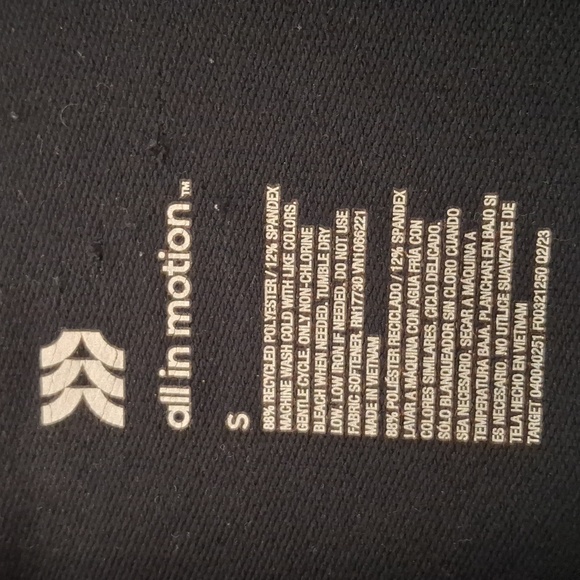 all in motion™
S
88% RECYCLED POLYESTER / 12% SPANDEX
MACHINE WASH COLD WITH LIKE COLORS,
GENTLE CYCLE, ONLY NON-CHLORINE
BLEACH WHEN NEEDED, TUMBLE DRY
LOW, LOW IRON IF NEEDED, DO NOT USE
FABRIC SOFTENER. RN17730 VN1066221
MADE IN VIETNAM
88% POLIÉSTER RECICLADO / 12% SPANDEX
LAVAR A MÁQUINA CON AGUA FRÍA CON
COLORES SIMILARES, CICLO DELICADO,
SÓLO BLANQUEADOR SIN CLORO CUANDO
SEA NECESARIO. SECAR A MÁQUINA A
TEMPERATURA BAJA. PLANCHAR EN BAJO SI
ES NECESARIO. NO UTILICE SUAVIZANTE DE
TELA HECHO EN VIETNAM
TARGET 040040251 F00321250 Q2/23